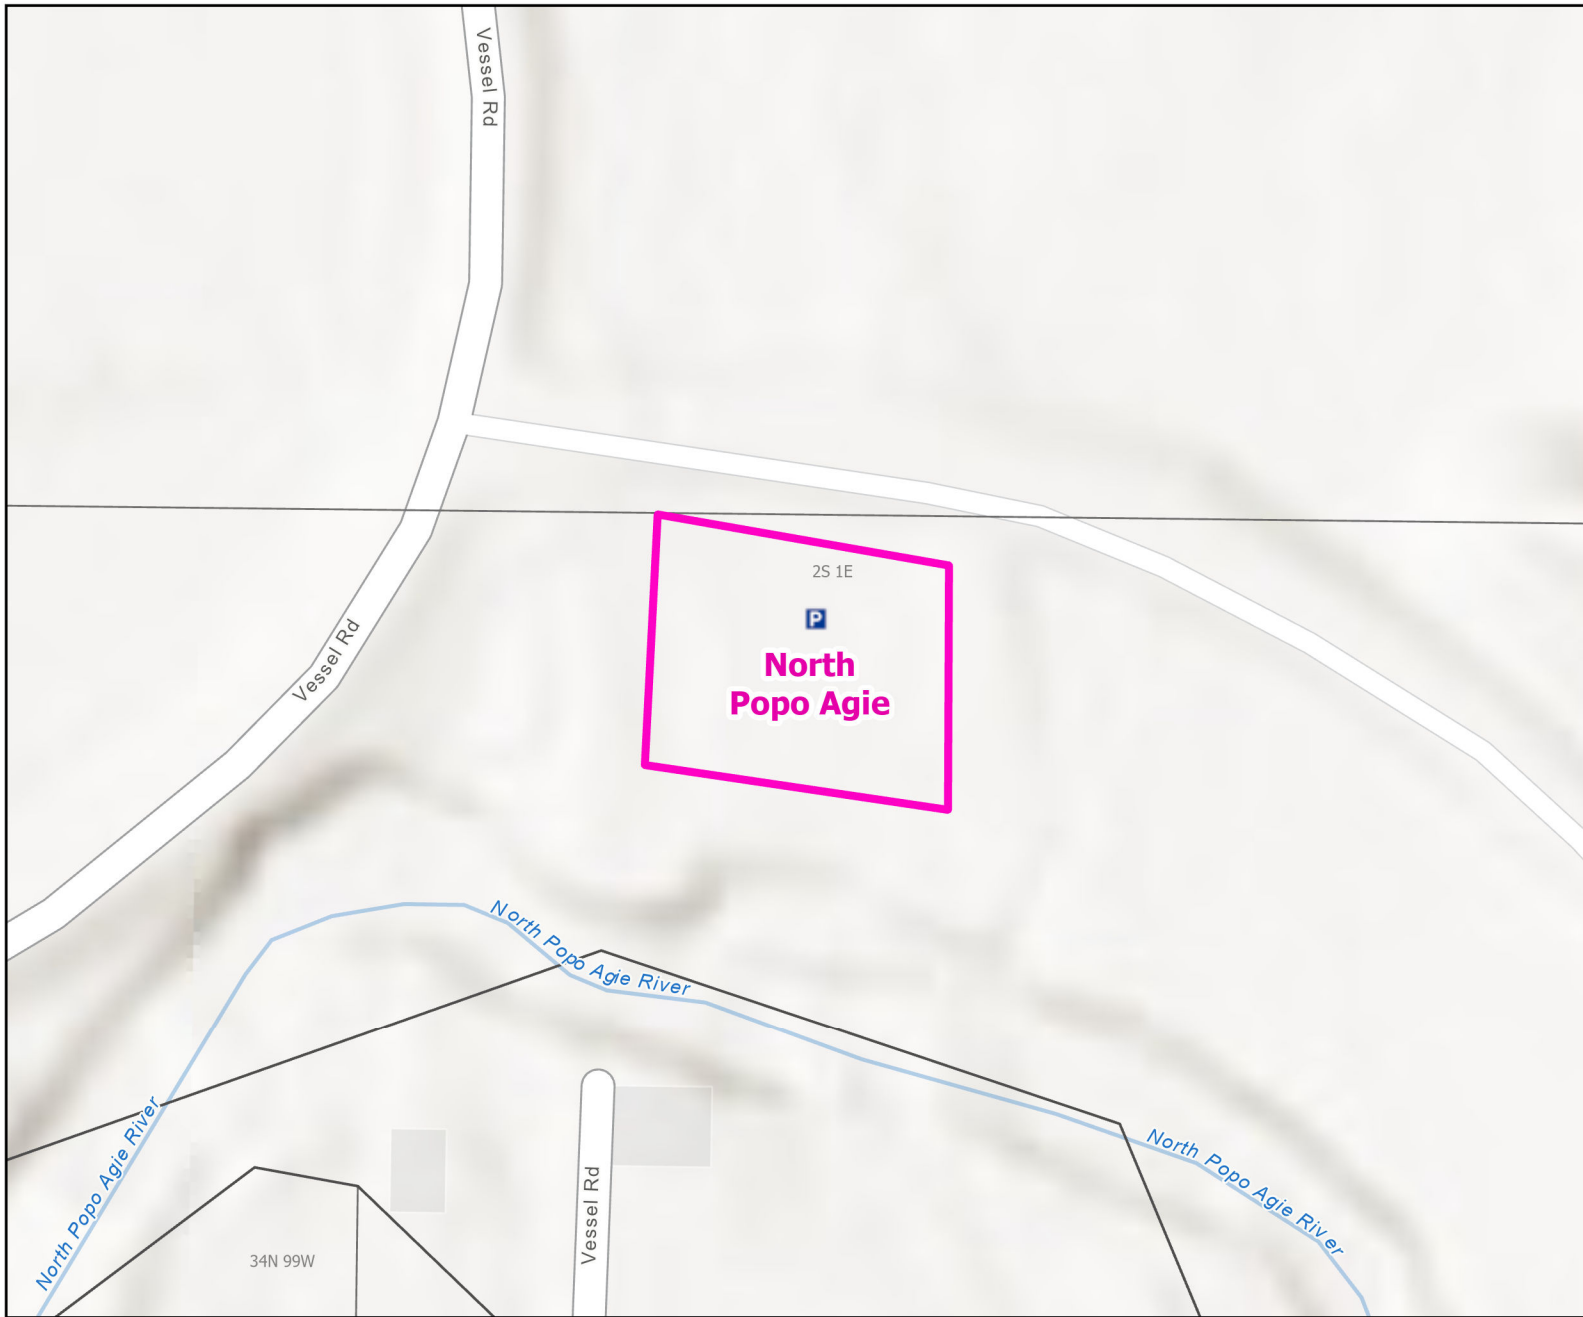 Vessel Rd
2S 1E
P
North
Popo Agie
Vessel Rd
North Popo Agie River
North Popo Agie River
North Popo Agie River
Vessel Rd
34N 99W